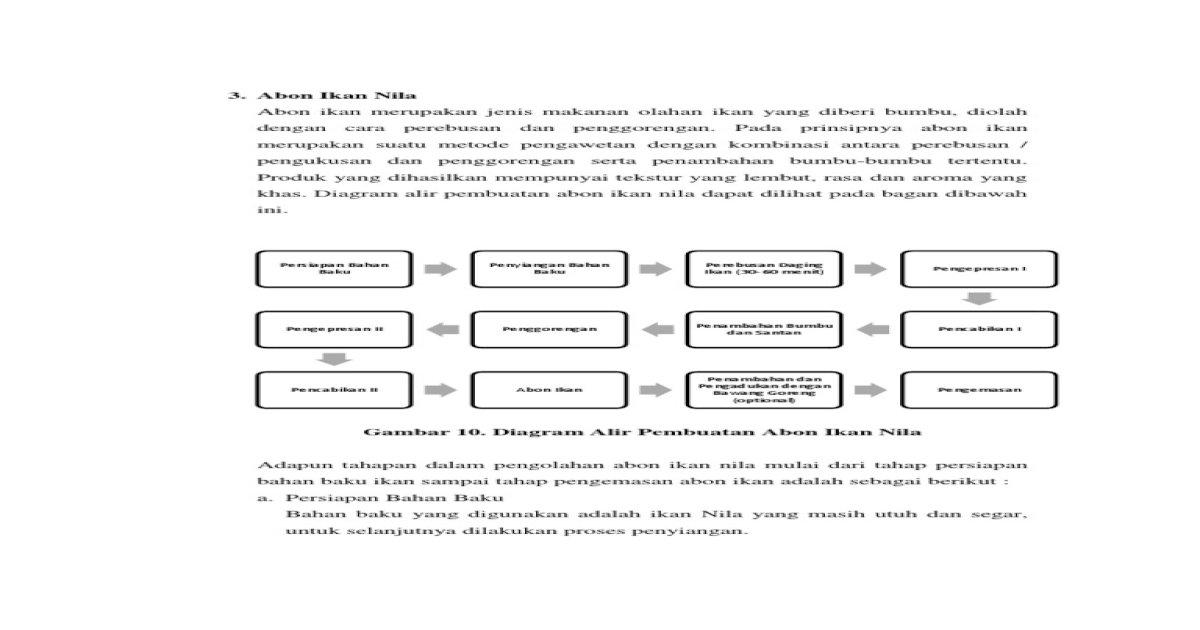 3. Abon Ikan Nila
Abon ikan merupakan jenis makanan olahan ikan yang diberi bumbu, diolah
dengan cara perebusan dan penggorengan. Pada prinsipnya abon ikan
merupakan suatu metode pengawetan dengan kombinasi antara perebusan /
pengukusan dan penggorengan serta penambahan bumbu-bumbu tertentu.
Produk yang dihasilkan mempunyai tekstur yang lembut, rasa dan aroma yang
khas. Diagram alir pembuatan abon ikan nila dapat dilihat pada bagan dibawah
ini.
Persiapan Bahan
Baku
Penyiangan Bahan
Baku
Perebusan Daging
Ikan (30-60 menit)
Pengepresan I
Pencabikan I
Penambahan Bumbu
dan Santan
Penggorengan
Pengepresan II
Pencabikan II
Abon Ikan
Penambahan dan
Pengadukan dengan
Bawang Goreng
(optional)
Pengemasan
Gambar 10. Diagram Alir Pembuatan Abon Ikan Nila
Adapun tahapan dalam pengolahan abon ikan nila mulai dari tahap persiapan
bahan baku ikan sampai tahap pengemasan abon ikan adalah sebagai berikut :
a. Persiapan Bahan Baku
Bahan baku yang digunakan adalah ikan Nila yang masih utuh dan segar,
untuk selanjutnya dilakukan proses penyiangan.